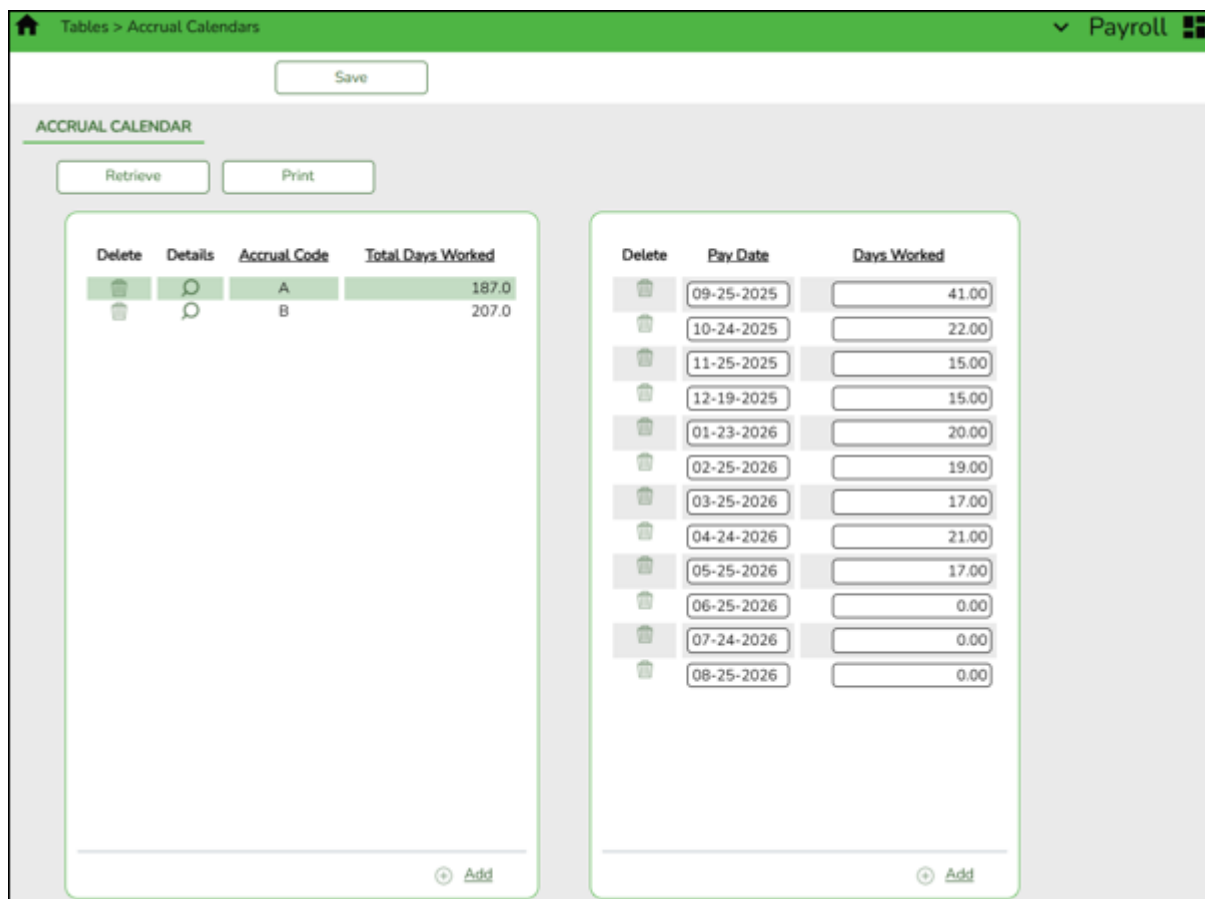 Tables > Accrual Calendars
Payroll
Save
ACCRUAL CALENDAR
Retrieve Print
Delete Details Accrual Code Total Days Worked
A 187.0
B 207.0
Add
Delete Pay Date Days Worked
09-25-2025 41.00
10-24-2025 22.00
11-25-2025 15.00
12-19-2025 15.00
01-23-2026 20.00
02-25-2026 19.00
03-25-2026 17.00
04-24-2026 21.00
05-25-2026 17.00
06-25-2026 0.00
07-24-2026 0.00
08-25-2026 0.00
Add